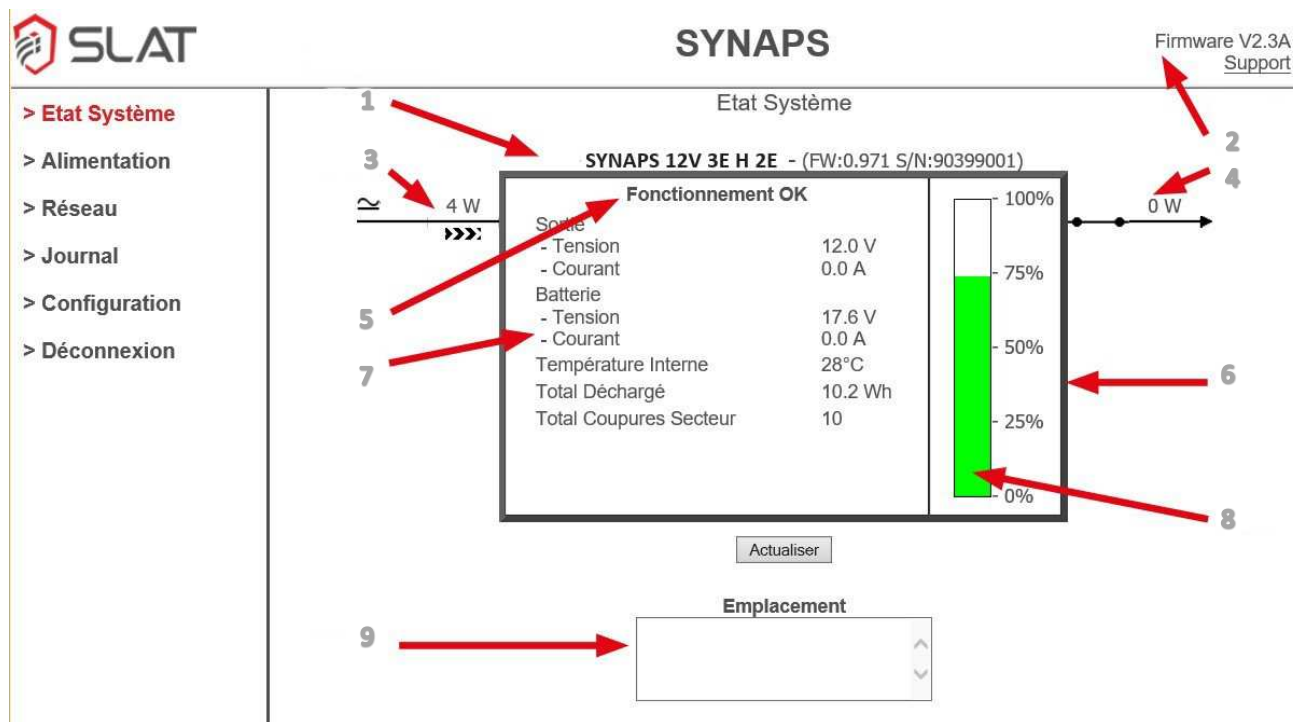 SLAT
SYNAPS
Firmware V2.3A
Support
> Etat Système
> Alimentation
> Réseau
> Journal
> Configuration
> Déconnexion
Etat Système
1
2
3
4
SYNAPS 12V 3E H 2E - (FW:0.971 S/N:90399001)
4 W
0 W
Fonctionnement OK
Sortie
- Tension 12.0 V
- Courant 0.0 A
Batterie
- Tension 17.6 V
- Courant 0.0 A
Température Interne 28°C
Total Déchargé 10.2 Wh
Total Coupures Secteur 10
100%
75%
50%
25%
0%
5
7
6
8
Actualiser
Emplacement
9